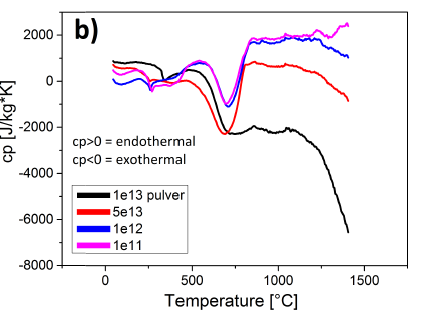 b)
2000
0
-2000
-4000
-6000
-8000
cp [J/kg*K]
cp>0 = endothermal
cp<0 = exothermal
1e13 pulver
5e13
1e12
1e11
0 500 1000 1500
Temperature [°C]